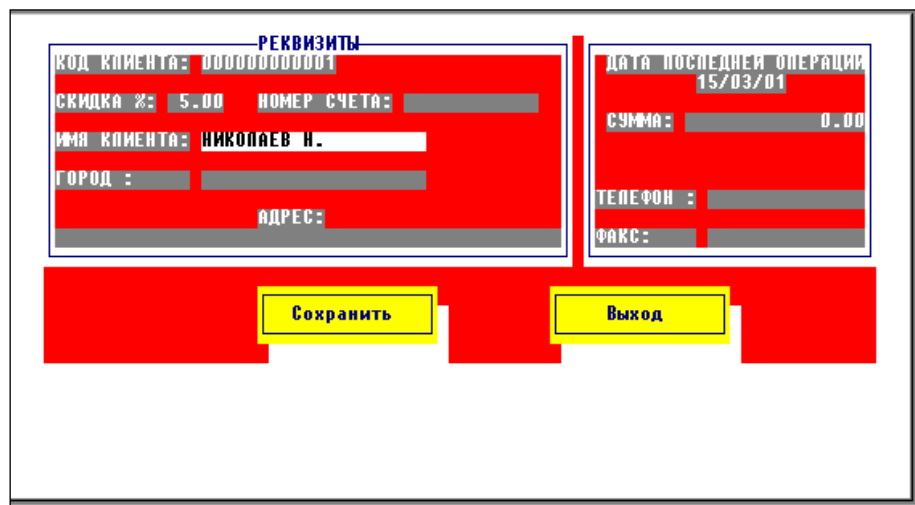 РЕКВИЗИТЫ
КОД КЛИЕНТА: 000000000001
СКИДКА %: 5.00 НОМЕР СЧЕТА:
ИМЯ КЛИЕНТА: НИКОЛАЕВ Н.
ГОРОД :
АДРЕС:
ДАТА ПОСЛЕДНЕЙ ОПЕРАЦИИ
15/03/01
СУММА: 0.00
ТЕЛЕФОН :
ФАКС:
Сохранить
Выход